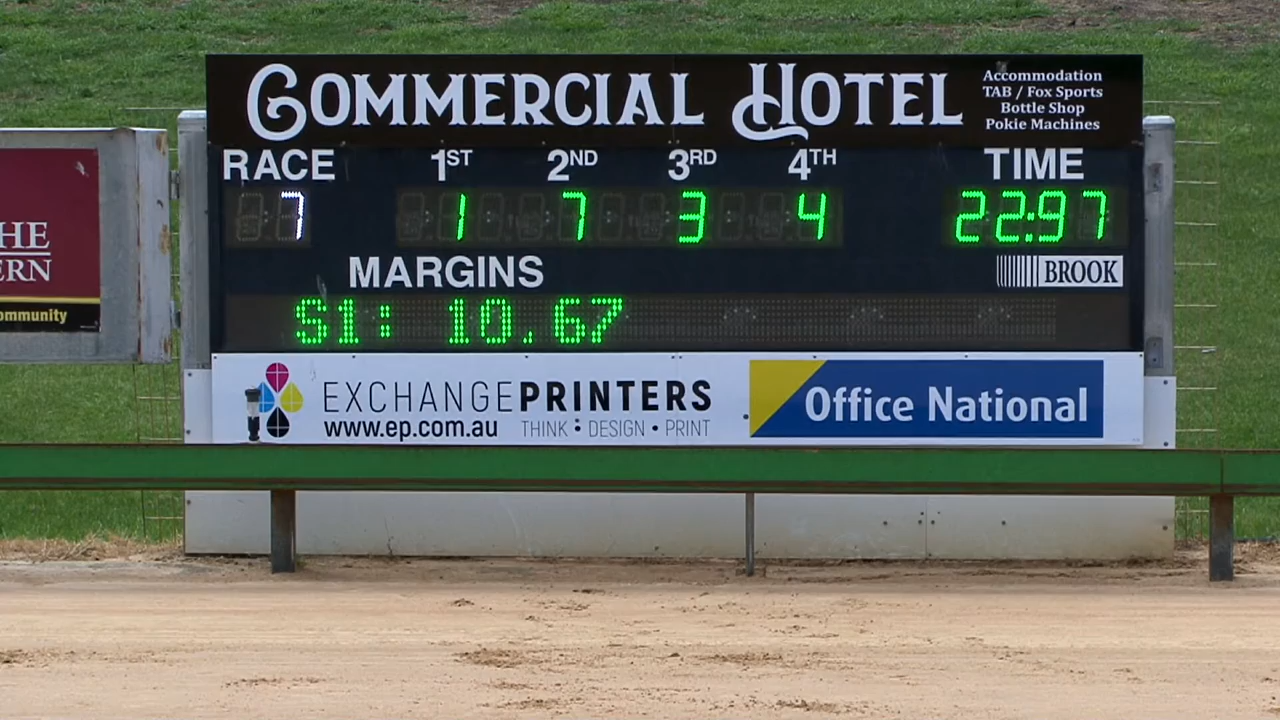 COMMERCIAL HOTEL
Accommodation
TAB / Fox Sports
Bottle Shop
Pokie Machines
RACE 1ST 2ND 3RD 4TH TIME
7 1 7 3 4 22:97
MARGINS
BROOK
S1: 10.67
HE
ERN
ommunity
EXCHANGEPRINTERS
www.ep.com.au THINK : DESIGN • PRINT
Office National